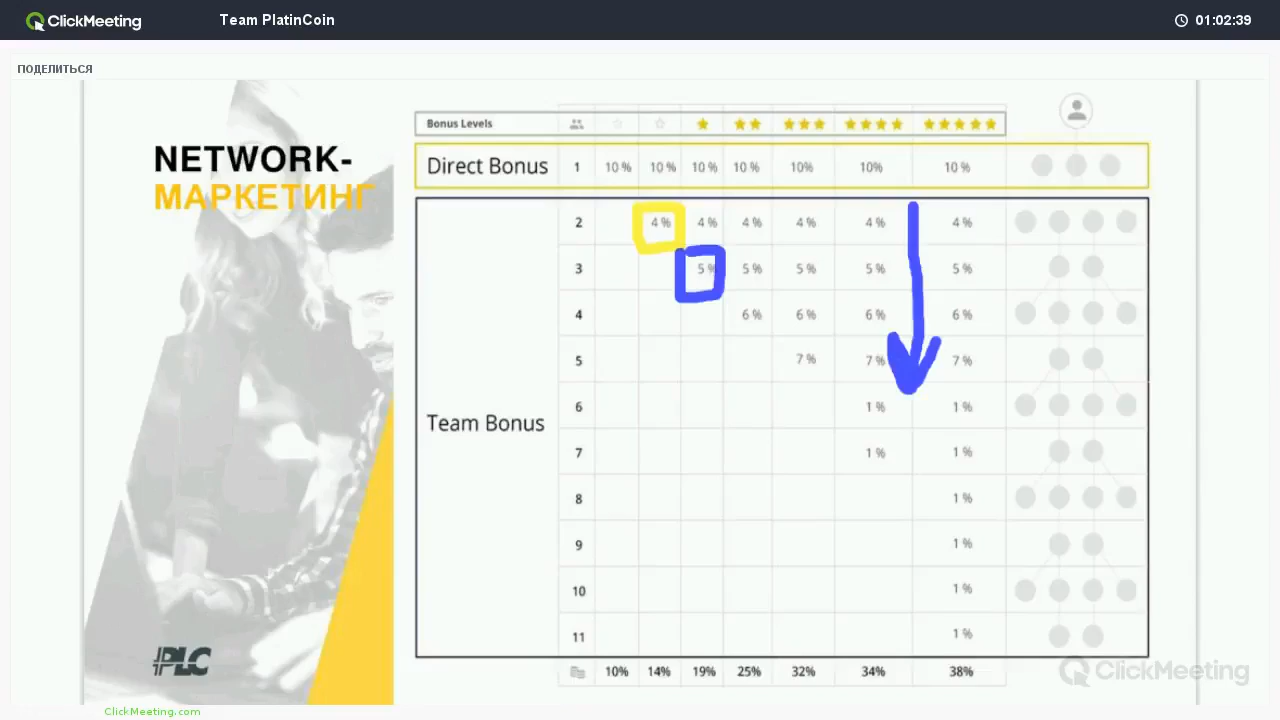 ClickMeeting
Team PlatinCoin
01:02:39
ПОДЕЛИТЬСЯ
NETWORK-
МАРКЕТИНГ
Bonus Levels
Direct Bonus 1 10 % 10 % 10 % 10 % 10% 10% 10 %
Team Bonus
2 4 % 4 % 4 % 4 % 4 % 4 %
3 5 % 5 % 5 % 5 % 5 %
4 6 % 6 % 6 % 6 %
5 7 % 7 % 7 %
6 1 % 1 %
7 1 % 1 %
8 1 %
9 1 %
10 1 %
11 1 %
10% 14% 19% 25% 32% 34% 38%
PLC
ClickMeeting
ClickMeeting.com